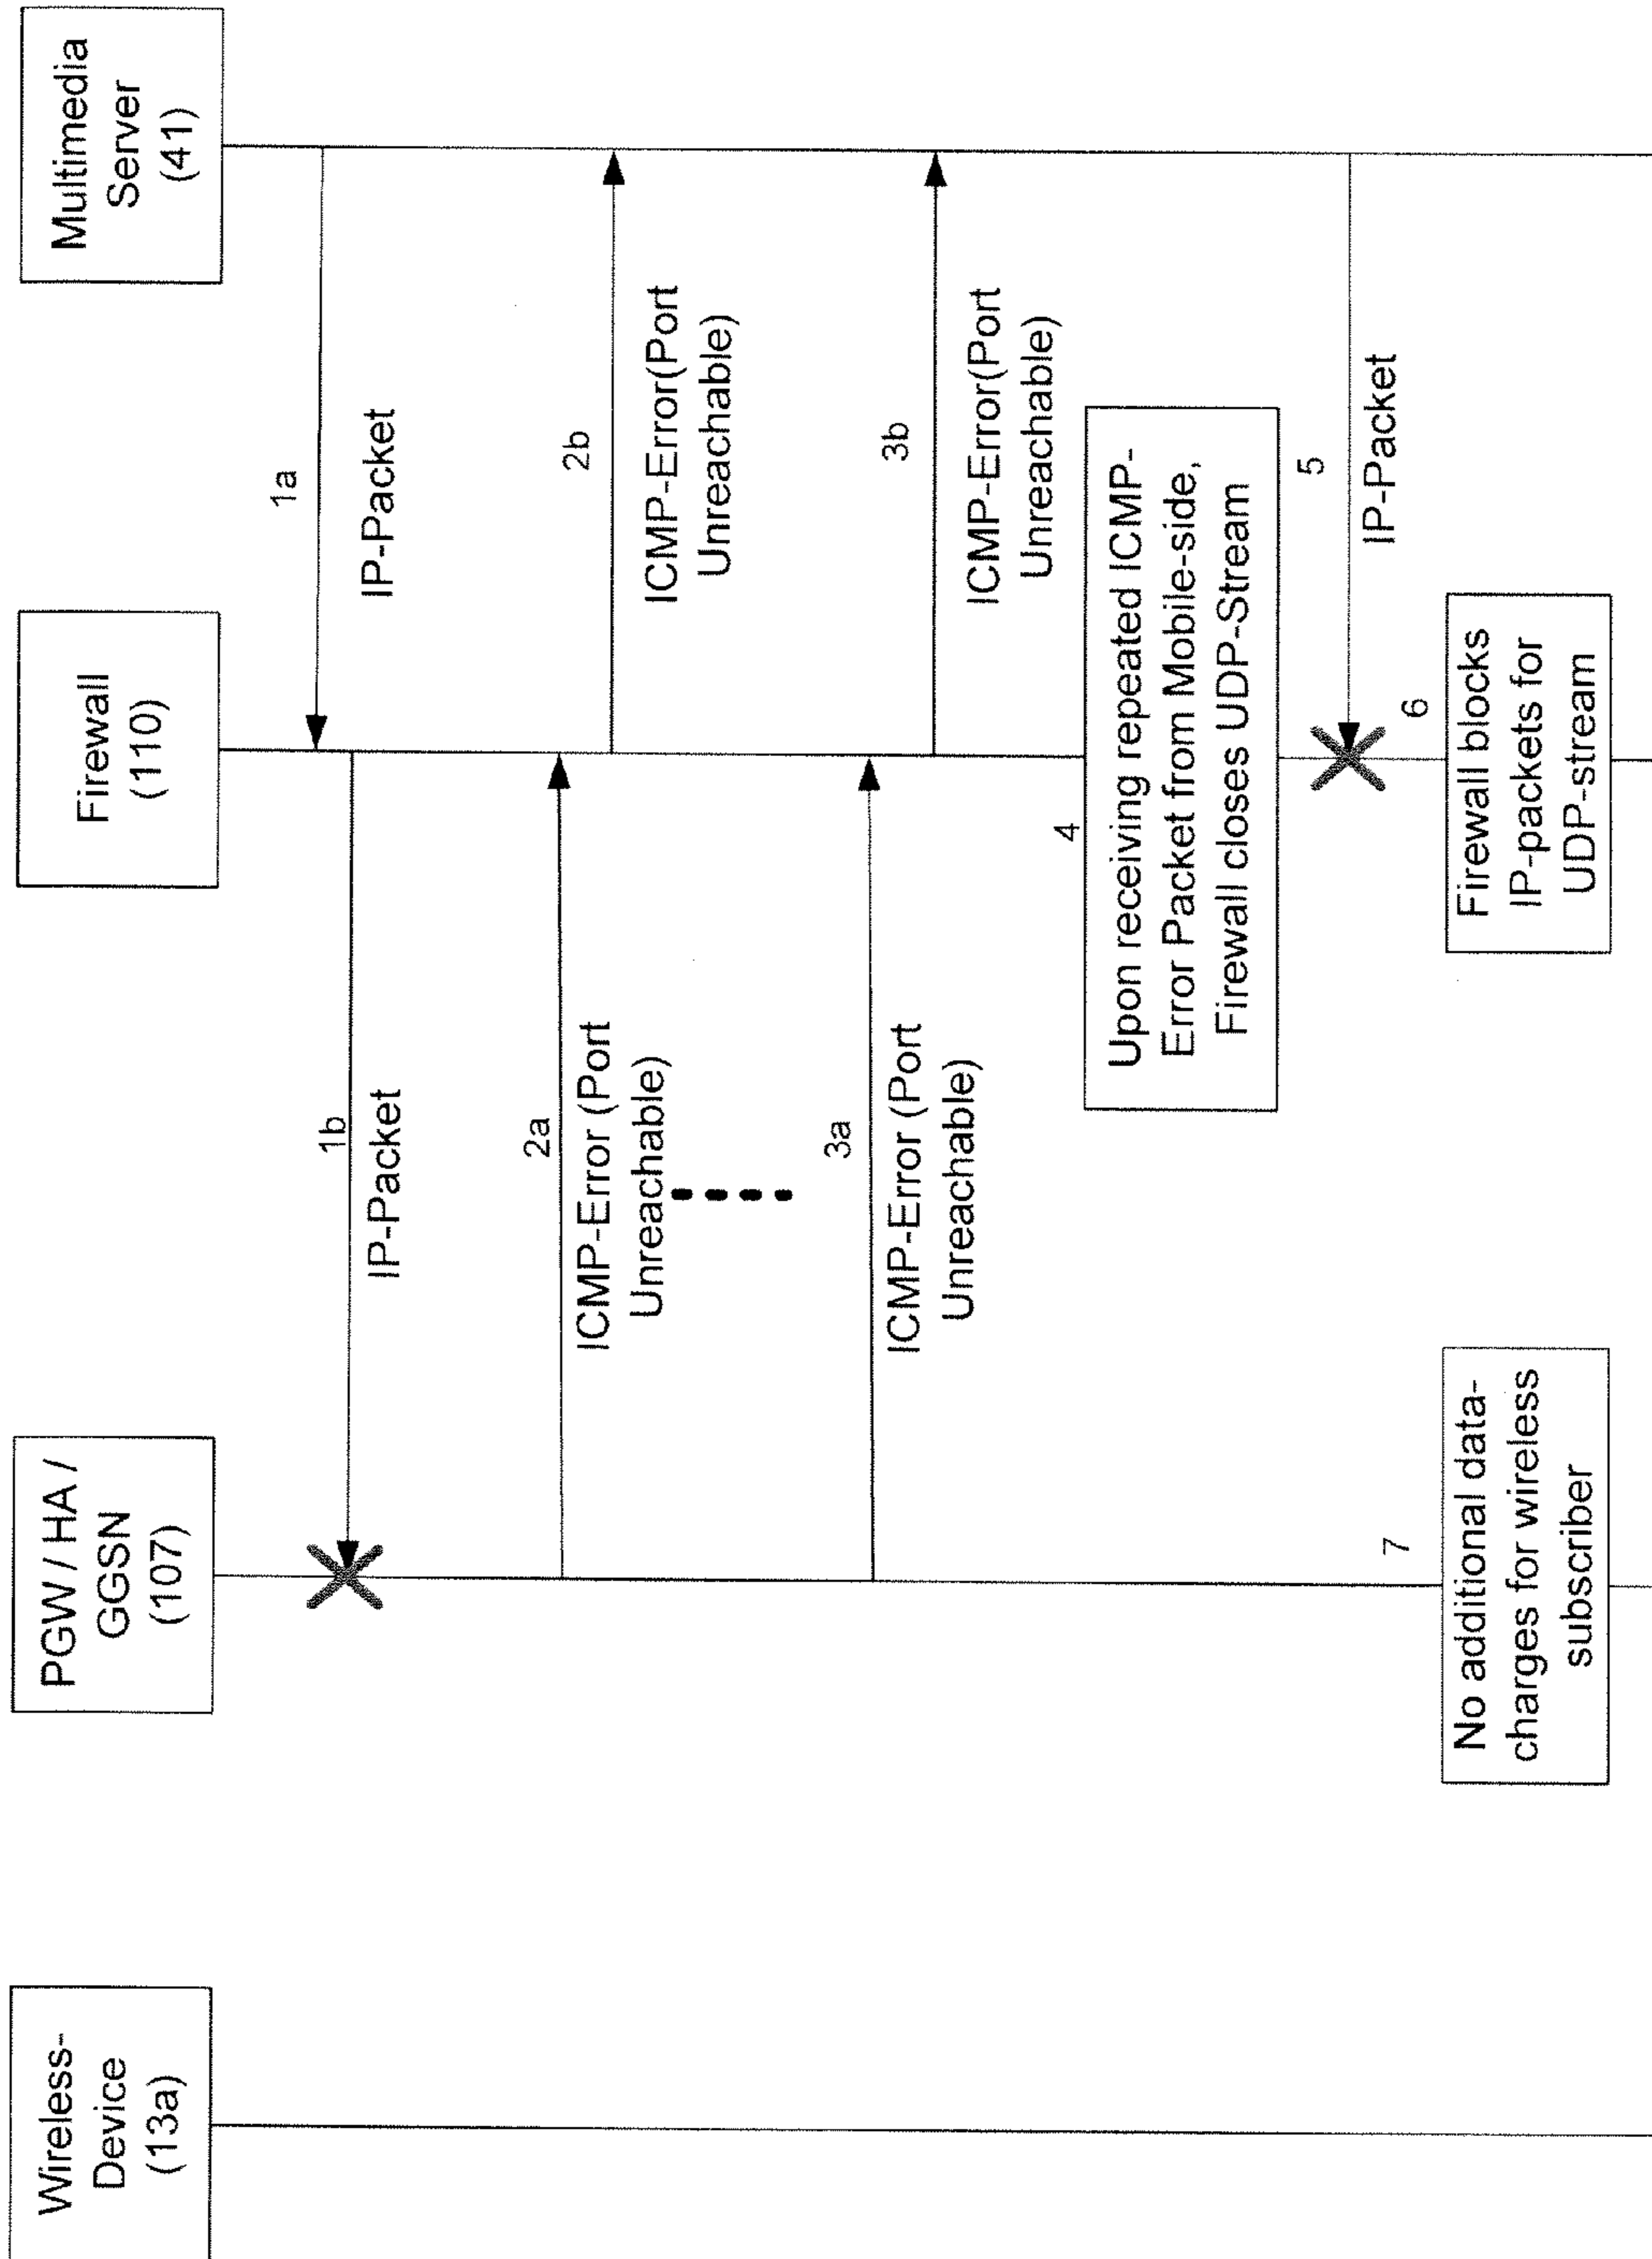 Wireless-
Device
(13a)
PGW / HA /
GGSN
(107)
Firewall
(110)
Multimedia
Server
(41)
1a
IP-Packet
1b
IP-Packet
2a
ICMP-Error (Port
Unreachable)
2b
ICMP-Error(Port
Unreachable)
3a
ICMP-Error (Port
Unreachable)
3b
ICMP-Error(Port
Unreachable)
4
Upon receiving repeated ICMP-
Error Packet from Mobile-side,
Firewall closes UDP-Stream
5
IP-Packet
6
Firewall blocks
IP-packets for
UDP-stream
7
No additional data-
charges for wireless
subscriber